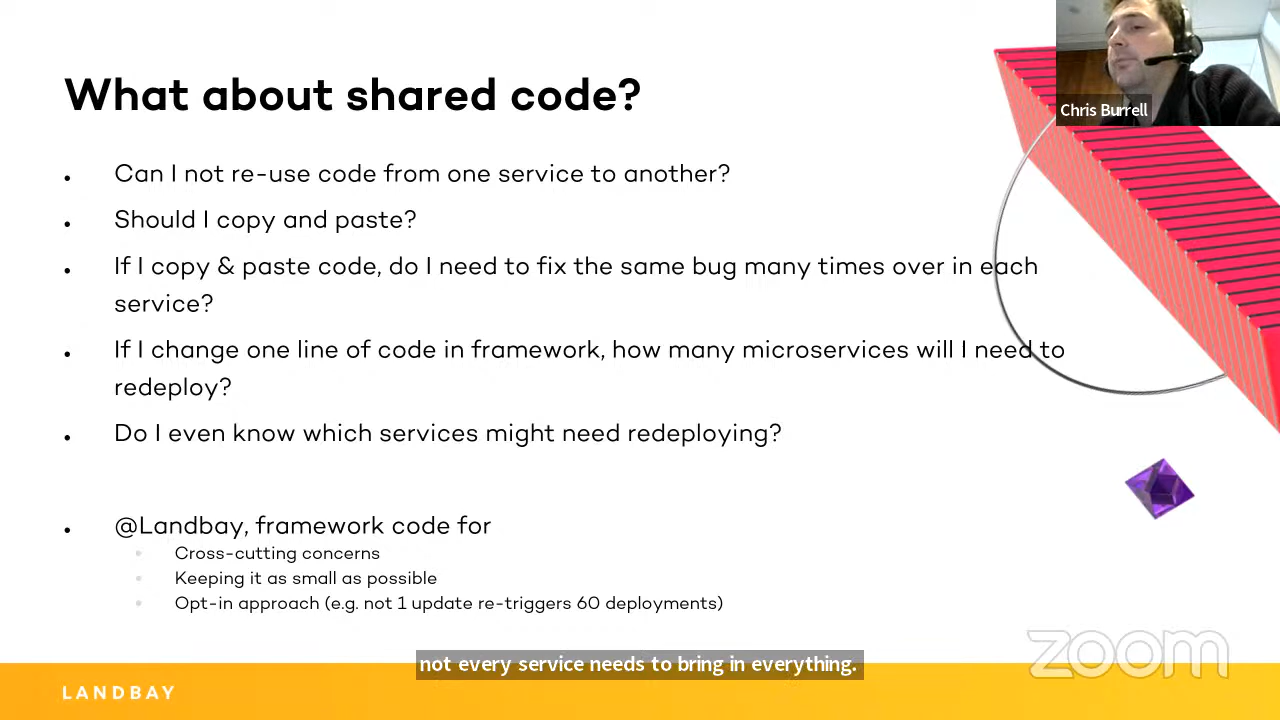 What about shared code?
Chris Burrell
Can I not re-use code from one service to another?
Should I copy and paste?
If I copy & paste code, do I need to fix the same bug many times over in each
service?
If I change one line of code in framework, how many microservices will I need to
redeploy?
Do I even know which services might need redeploying?
@Landbay, framework code for
Cross-cutting concerns
Keeping it as small as possible
Opt-in approach (e.g. not 1 update re-triggers 60 deployments)
zoom
not every service needs to bring in everything.
LANDBAY